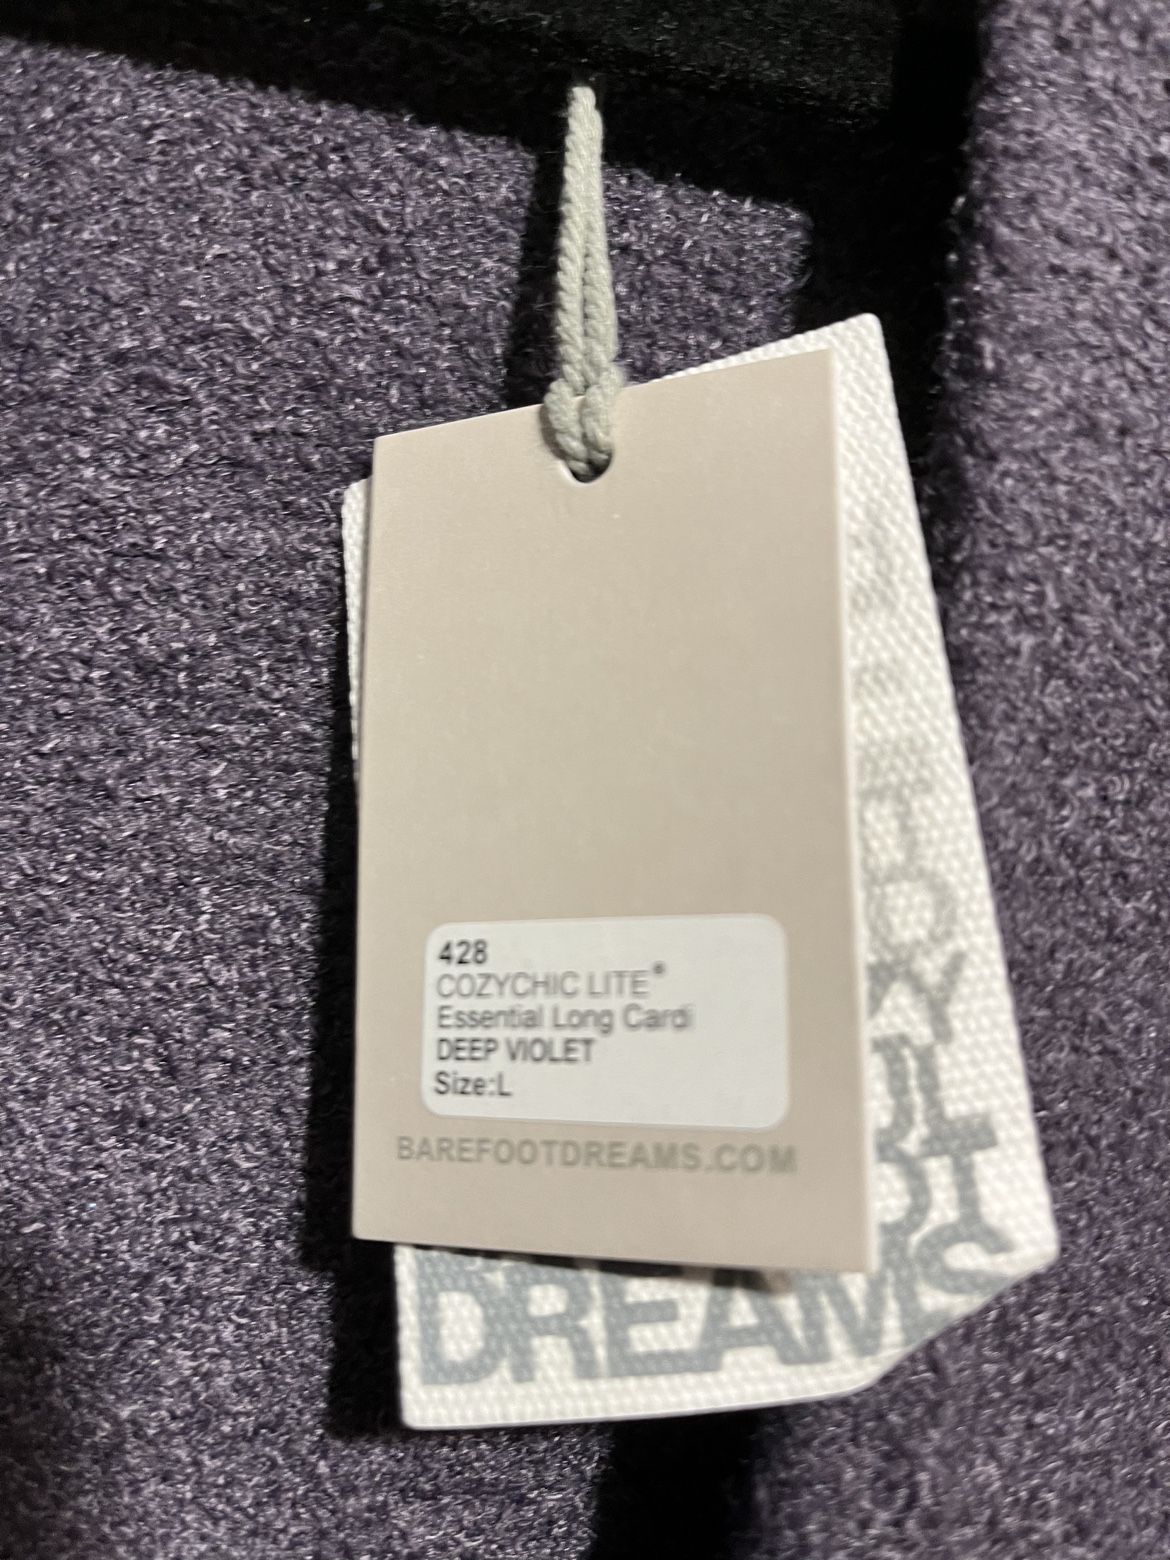 428
COZYCHIC LITE®
Essential Long Cardi
DEEP VIOLET
Size:L
BAREFOOTDREAMS.COM
DREAMS